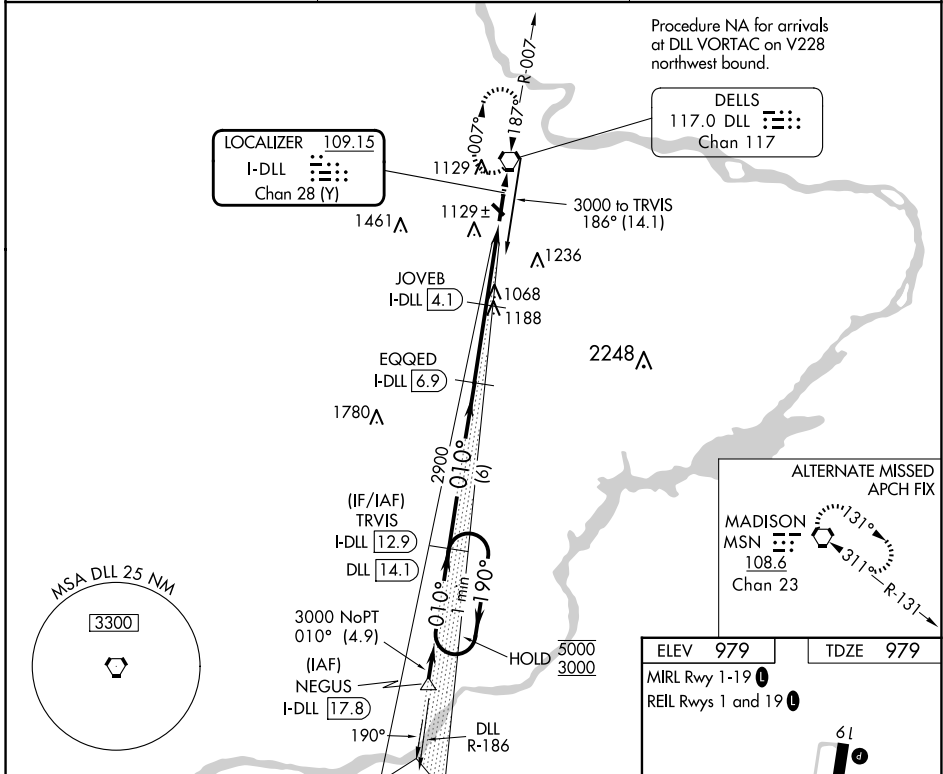 Procedure NA for arrivals
at DLL VORTAC on V228
northwest bound.
R-007
DELLS
117.0 DLL
Chan 117
LOCALIZER 109.15
I-DLL
Chan 28 (Y)
007°
187°
1129
1129±
3000 to TRVIS
186° (14.1)
1461
1236
JOVEB
I-DLL 4.1
1068
1188
2248
EQQED
I-DLL 6.9
1780
2900
010°
(6)
(IF/IAF)
TRVIS
I-DLL 12.9
DLL 14.1
010°
1 min
190°
3000 NoPT
010° (4.9)
(IAF)
NEGUS
I-DLL 17.8
HOLD
5000
3000
190°
DLL
R-186
MSA DLL 25 NM
3300
ALTERNATE MISSED
APCH FIX
MADISON
MSN
108.6
Chan 23
131°
311°
R-131
ELEV 979
TDZE 979
MIRL Rwy 1-19 L
REIL Rwys 1 and 19 L
19
P